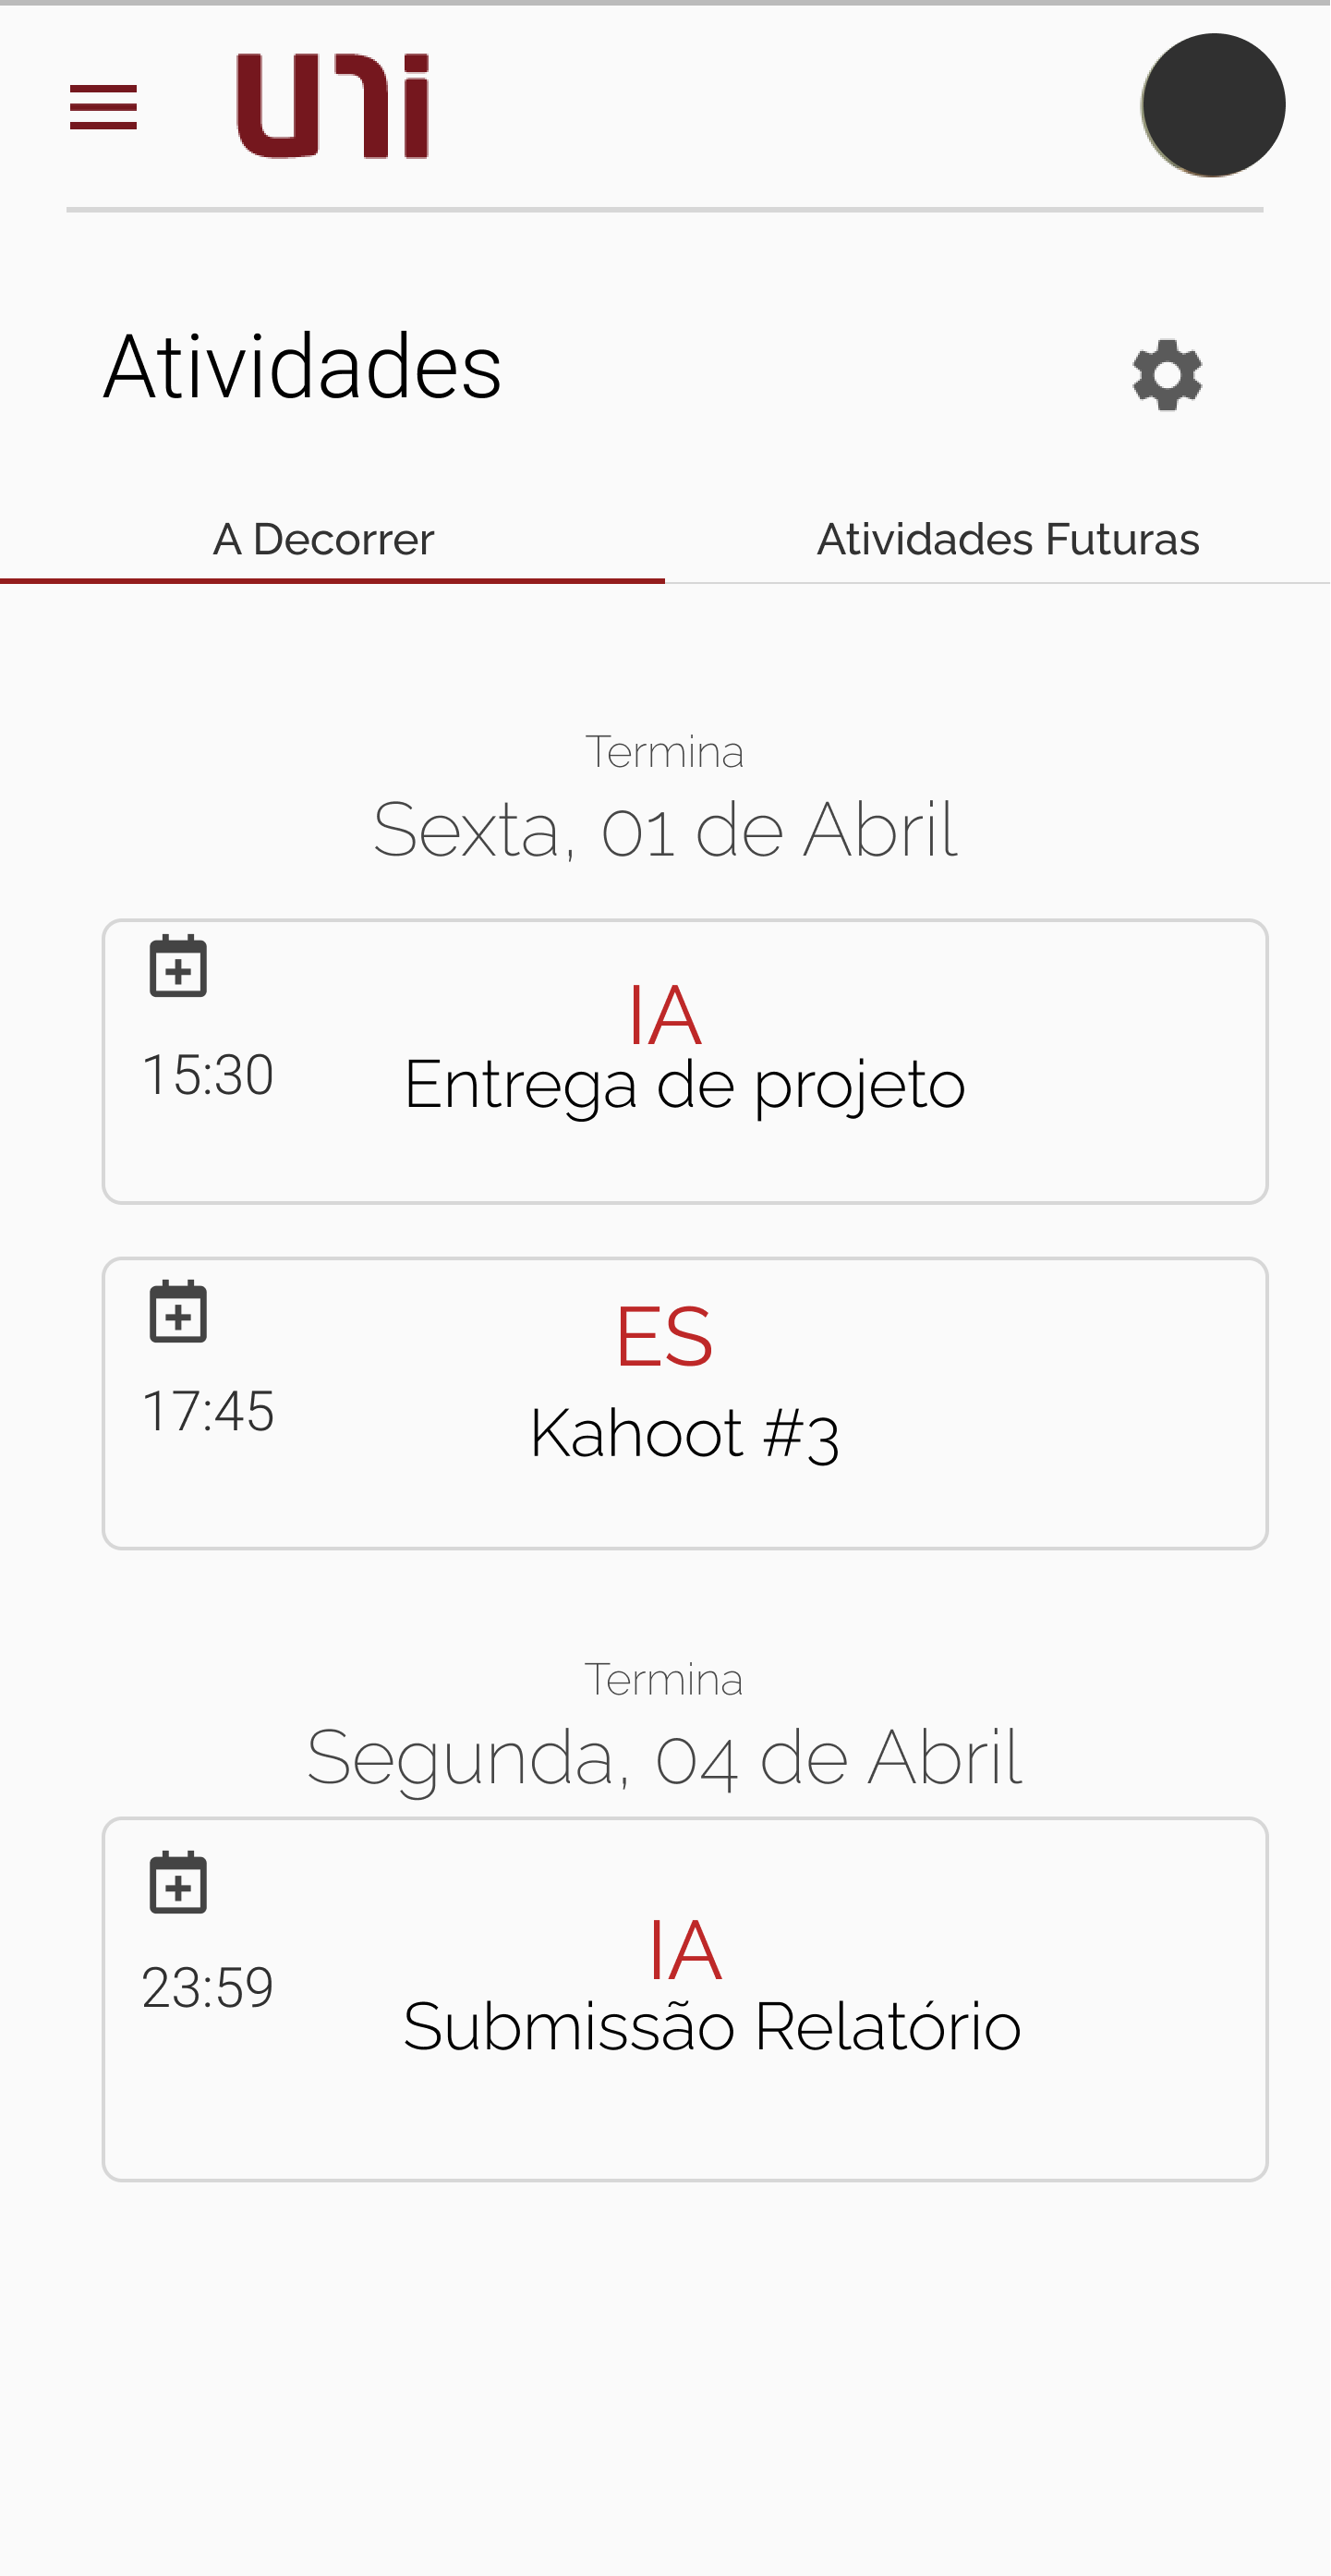 uni
Atividades
A Decorrer
Atividades Futuras
Termina
Sexta, 01 de Abril
IA
15:30
Entrega de projeto
ES
17:45
Kahoot #3
Termina
Segunda, 04 de Abril
IA
23:59
Submissão Relatório